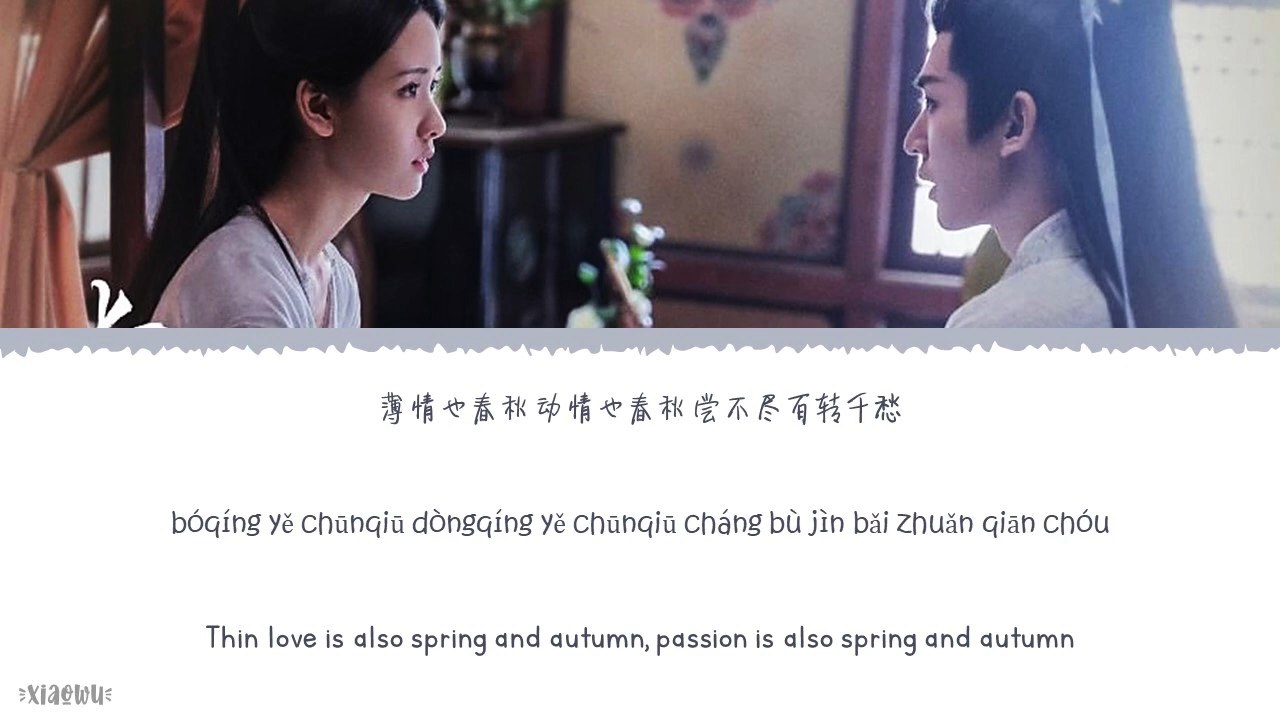 薄情也春秋动情也春秋尝不尽百转千愁
bóqíng yě chūnqiū dòngqíng yě chūnqiū cháng bù jìn bǎi zhuǎn qiān chóu
Thin love is also spring and autumn, passion is also spring and autumn
xiaowu